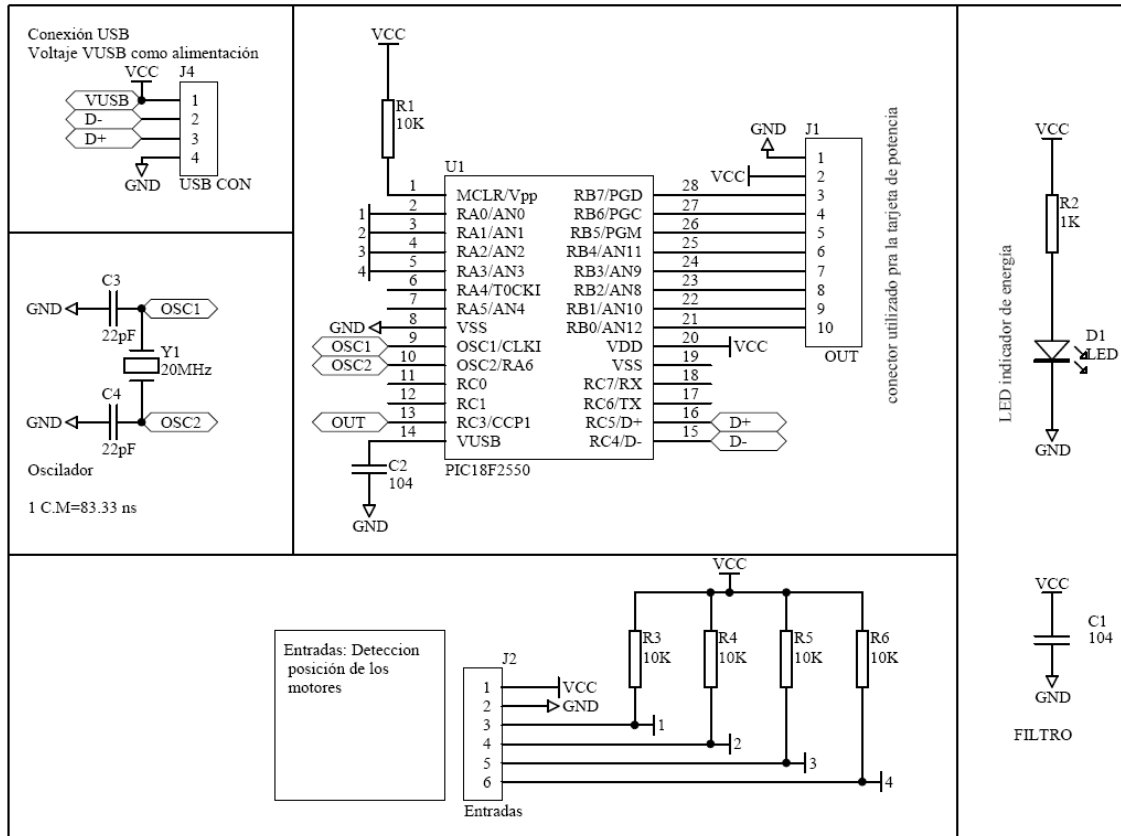 Conexión USB
Voltaje VUSB como alimentación
VCC
J4
VUSB
1
D-
2
D+
3
4
GND
USB CON
C3
GND
OSC1
22pF
Y1
20MHz
C4
GND
OSC2
22pF
Oscilador
1 C.M=83.33 ns
VCC
R1
10K
U1
1 MCLR/Vpp
1 2 RA0/AN0
2 3 RA1/AN1
3 4 RA2/AN2
4 5 RA3/AN3
6 RA4/T0CKI
7 RA5/AN4
GND 8 VSS
OSC1 9 OSC1/CLKI
OSC2 10 OSC2/RA6
11 RC0
12 RC1
OUT 13 RC3/CCP1
14 VUSB
RB7/PGD 28
RB6/PGC 27
RB5/PGM 26
RB4/AN11 25
RB3/AN9 24
RB2/AN8 23
RB1/AN10 22
RB0/AN12 21
VDD 20 VCC
VSS 19
RC7/RX 18
RC6/TX 17
RC5/D+ 16 D+
RC4/D- 15 D-
PIC18F2550
C2
104
GND
J1
GND
1
VCC
2
3
4
5
6
7
8
9
10
OUT
conector utilizado pra la tarjeta de potencia
LED indicador de energía
VCC
R2
1K
D1
LED
GND
VCC
C1
104
GND
FILTRO
Entradas: Deteccion
posición de los
motores
J2
1 VCC
2 GND
3 1
4 2
5 3
6 4
Entradas
VCC
R3
10K
R4
10K
R5
10K
R6
10K